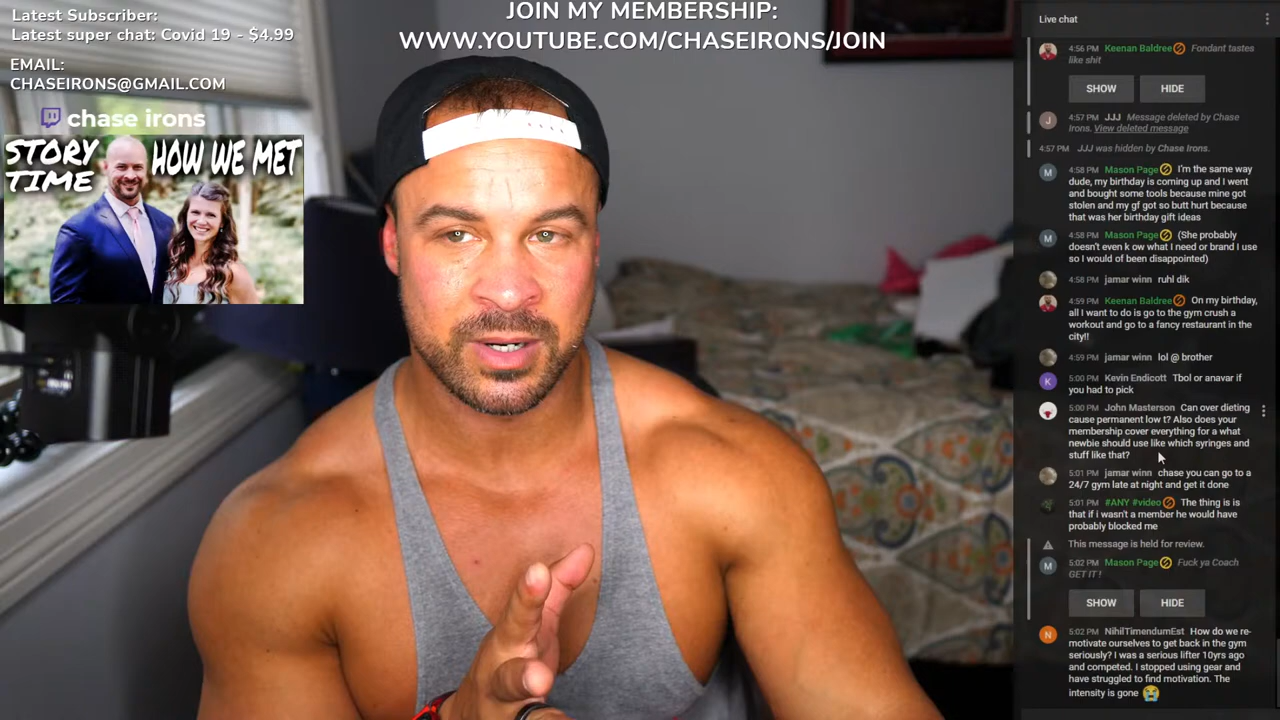 Latest Subscriber:
Latest super chat: Covid 19 - $4.99
EMAIL:
CHASEIRONS@GMAIL.COM
chase irons
STORY TIME
HOW WE MET
JOIN MY MEMBERSHIP:
WWW.YOUTUBE.COM/CHASEIRONS/JOIN
Live chat
4:56 PM Keenan Baldree Fondant tastes
like shit
SHOW HIDE
J
4:57 PM JJJ Message deleted by Chase
Irons. View deleted message
4:57 PM JJJ was hidden by Chase Irons.
M
4:58 PM Mason Page I'm the same way
dude, my birthday is coming up and I went
and bought some tools because mine got
stolen and my gf got so butt hurt because
that was her birthday gift ideas
M
4:58 PM Mason Page (She probably
doesn't even k ow what I need or brand I use
so I would of been disappointed)
4:58 PM jamar winn ruhl dik
4:59 PM Keenan Baldree On my birthday,
all I want to do is go to the gym crush a
workout and go to a fancy restaurant in the
city!!
4:59 PM jamar winn lol @ brother
K
5:00 PM Kevin Endicott Tbol or anavar if
you had to pick
5:00 PM John Masterson Can over dieting
cause permanent low t? Also does your
membership cover everything for a what
newbie should use like which syringes and
stuff like that?
5:01 PM jamar winn chase you can go to a
24/7 gym late at night and get it done
5:01 PM #ANY #video The thing is is
that if i wasn't a member he would have
probably blocked me
This message is held for review.
M
5:02 PM Mason Page Fuck ya Coach
GET IT !
SHOW HIDE
N
5:02 PM NihilTimendumEst How do we re-
motivate ourselves to get back in the gym
seriously? I was a serious lifter 10yrs ago
and competed. I stopped using gear and
have struggled to find motivation. The
intensity is gone 😭